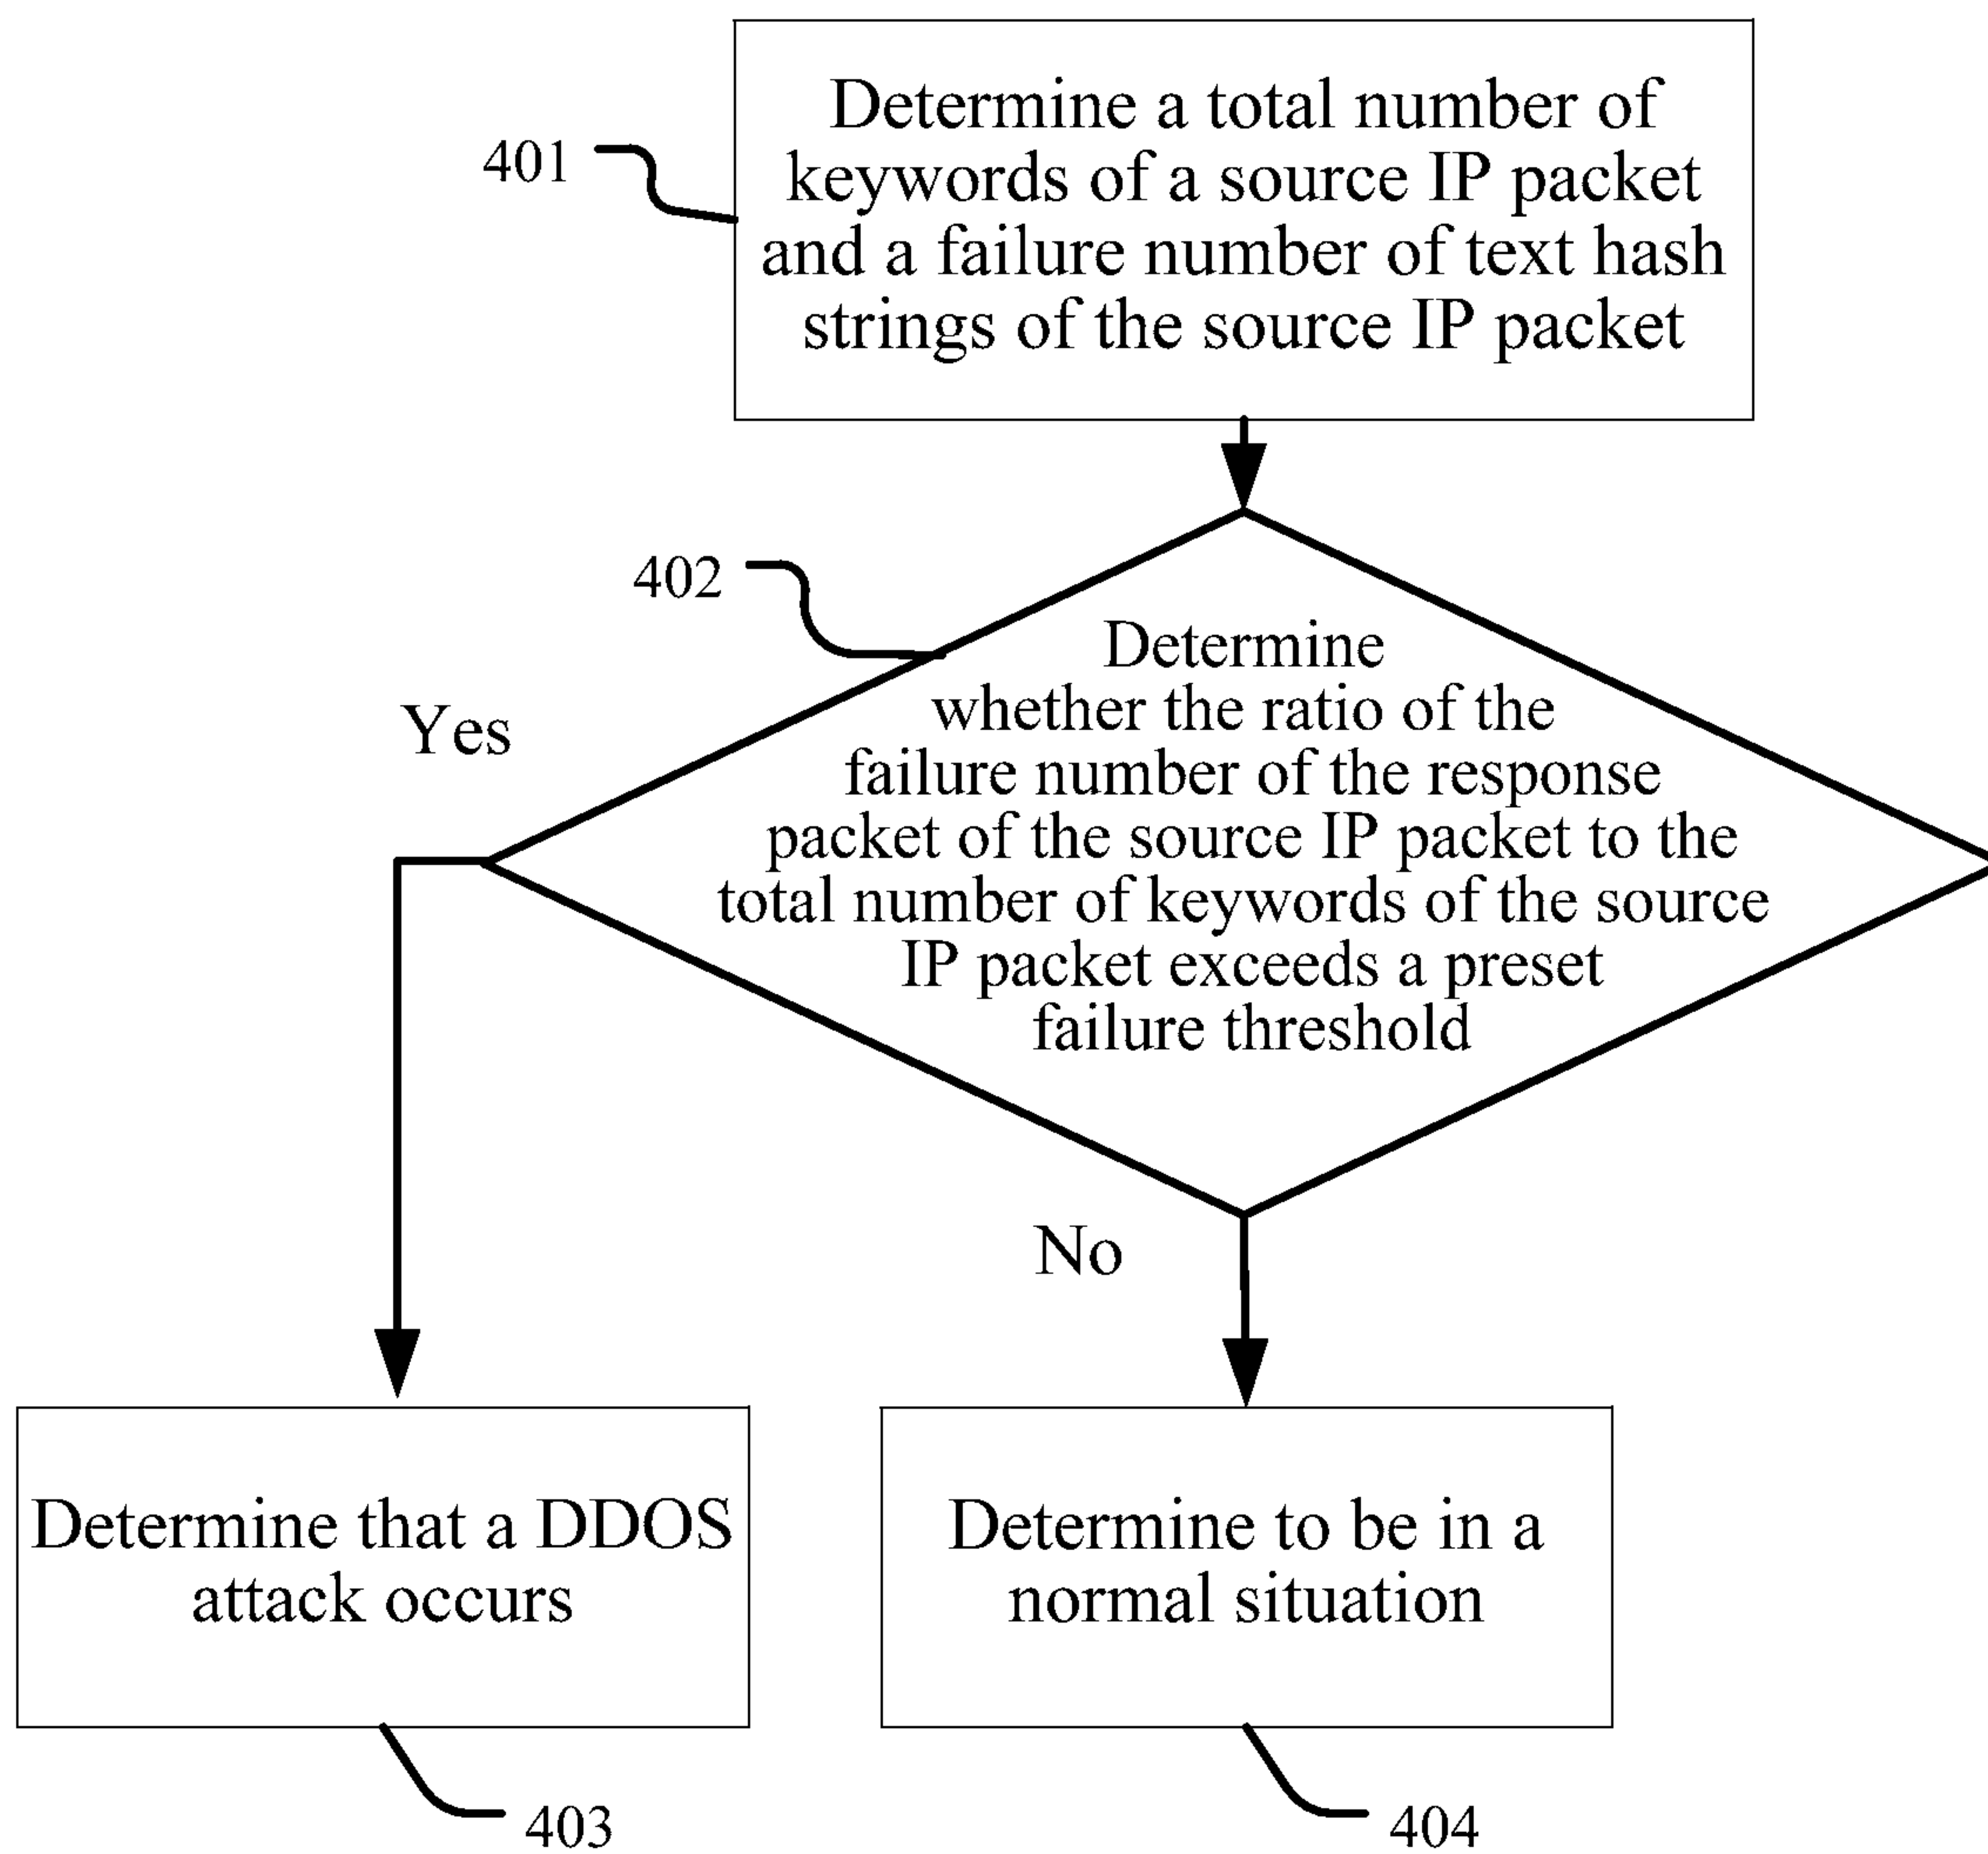 Determine a total number of
keywords of a source IP packet
and a failure number of text hash
strings of the source IP packet
401
402
Determine
whether the ratio of the
failure number of the response
packet of the source IP packet to the
total number of keywords of the source
IP packet exceeds a preset
failure threshold
Yes
No
Determine that a DDOS
attack occurs
Determine to be in a
normal situation
403
404